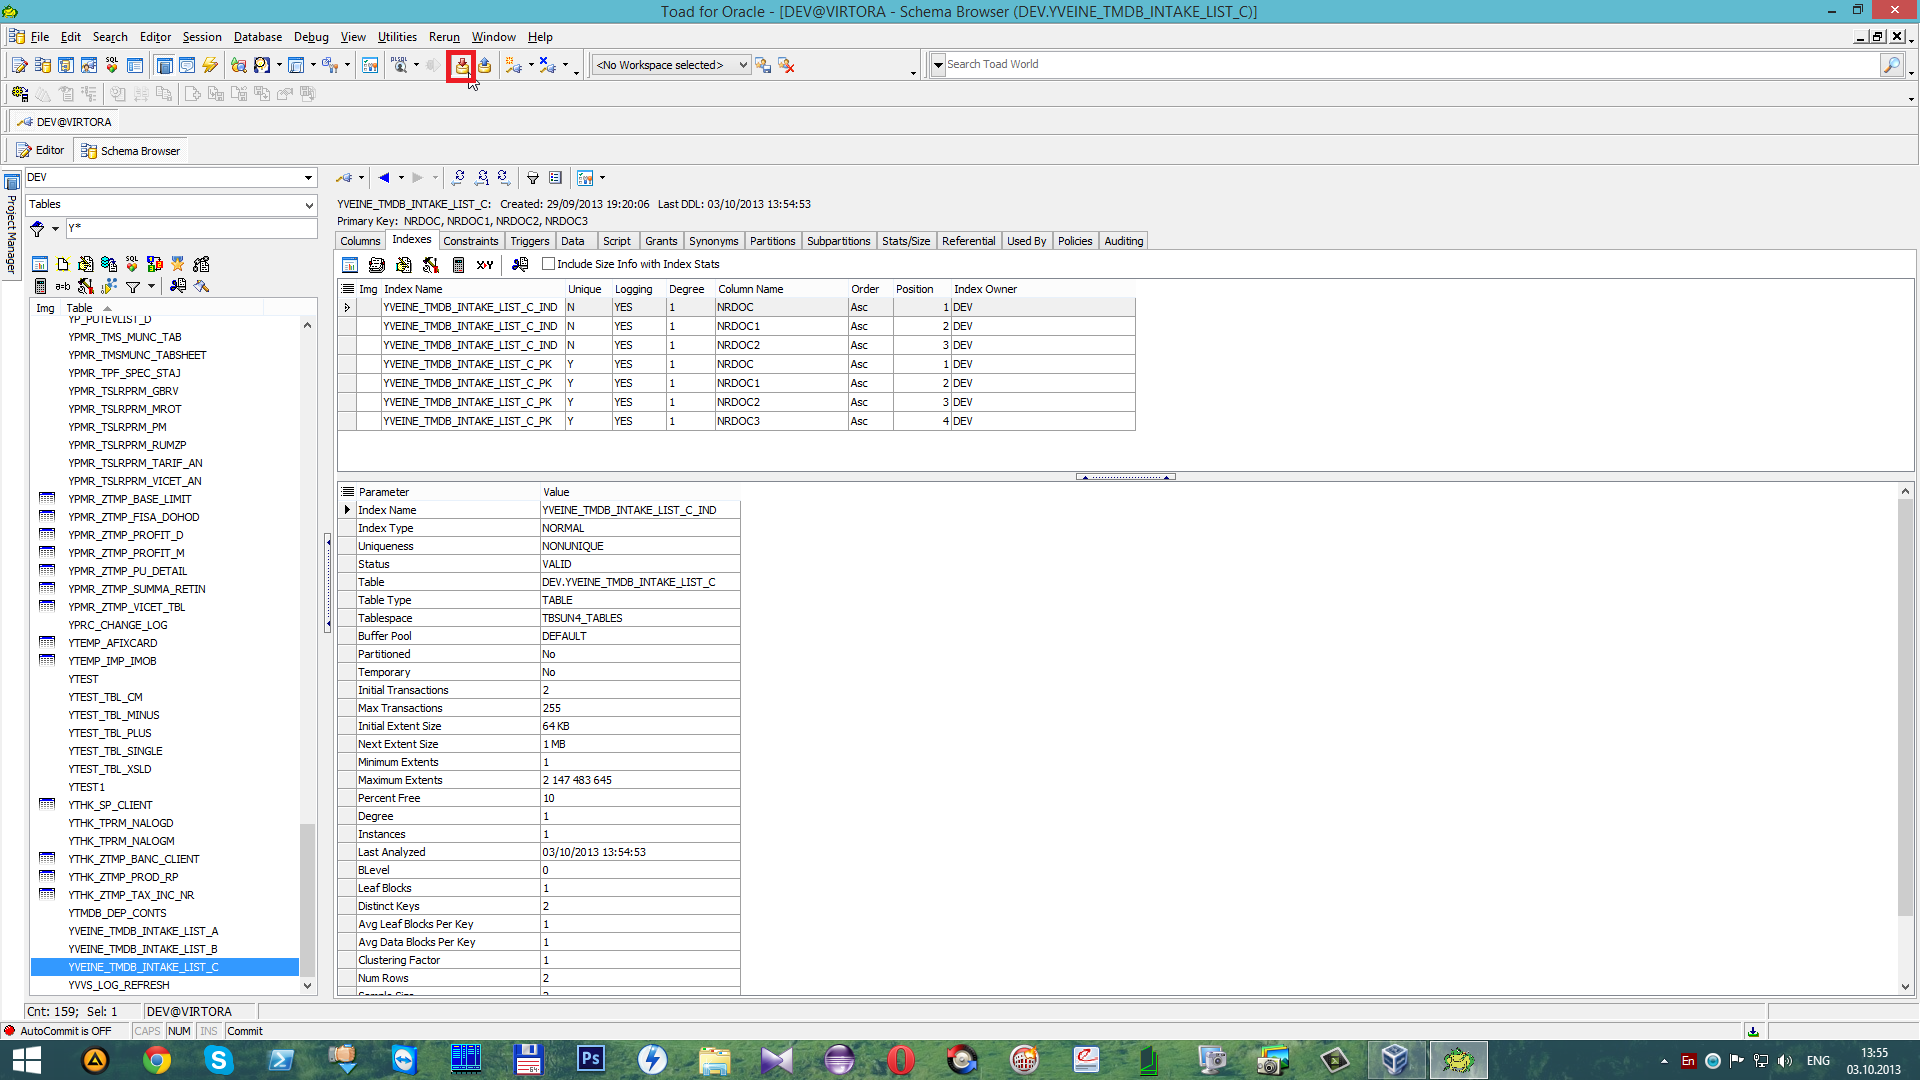 Toad for Oracle - [DEV@VIRTORA - Schema Browser (DEV.YVEINE_TMDB_INTAKE_LIST_C)]
File Edit Search Editor Session Database Debug View Utilities Rerun Window Help
<No Workspace selected> Search Toad World
DEV@VIRTORA
Editor Schema Browser
Project Manager
DEV
Tables
Y*
Img Table
YP_PUTEVLIST_D
YPMR_TMS_MUNC_TAB
YPMR_TMSMUNC_TABSHEET
YPMR_TPF_SPEC_STAJ
YPMR_TSLRPRM_GBRV
YPMR_TSLRPRM_MROT
YPMR_TSLRPRM_PM
YPMR_TSLRPRM_RUMZP
YPMR_TSLRPRM_TARIF_AN
YPMR_TSLRPRM_VICET_AN
YPMR_ZTMP_BASE_LIMIT
YPMR_ZTMP_FISA_DOHOD
YPMR_ZTMP_PROFIT_D
YPMR_ZTMP_PROFIT_M
YPMR_ZTMP_PU_DETAIL
YPMR_ZTMP_SUMMA_RETIN
YPMR_ZTMP_VICET_TBL
YPRC_CHANGE_LOG
YTEMP_AFIXCARD
YTEMP_IMP_IMOB
YTEST
YTEST_TBL_CM
YTEST_TBL_MINUS
YTEST_TBL_PLUS
YTEST_TBL_SINGLE
YTEST_TBL_XSLD
YTEST1
YTHK_SP_CLIENT
YTHK_TPRM_NALOGD
YTHK_TPRM_NALOGM
YTHK_ZTMP_BANC_CLIENT
YTHK_ZTMP_PROD_RP
YTHK_ZTMP_TAX_INC_NR
YTMDB_DEP_CONTS
YVEINE_TMDB_INTAKE_LIST_A
YVEINE_TMDB_INTAKE_LIST_B
YVEINE_TMDB_INTAKE_LIST_C
YVVS_LOG_REFRESH
YVEINE_TMDB_INTAKE_LIST_C: Created: 29/09/2013 19:20:06 Last DDL: 03/10/2013 13:54:53
Primary Key: NRDOC, NRDOC1, NRDOC2, NRDOC3
Columns Indexes Constraints Triggers Data Script Grants Synonyms Partitions Subpartitions Stats/Size Referential Used By Policies Auditing
Include Size Info with Index Stats
Img Index Name Unique Logging Degree Column Name Order Position Index Owner
YVEINE_TMDB_INTAKE_LIST_C_IND N YES 1 NRDOC Asc 1 DEV
YVEINE_TMDB_INTAKE_LIST_C_IND N YES 1 NRDOC1 Asc 2 DEV
YVEINE_TMDB_INTAKE_LIST_C_IND N YES 1 NRDOC2 Asc 3 DEV
YVEINE_TMDB_INTAKE_LIST_C_PK Y YES 1 NRDOC Asc 1 DEV
YVEINE_TMDB_INTAKE_LIST_C_PK Y YES 1 NRDOC1 Asc 2 DEV
YVEINE_TMDB_INTAKE_LIST_C_PK Y YES 1 NRDOC2 Asc 3 DEV
YVEINE_TMDB_INTAKE_LIST_C_PK Y YES 1 NRDOC3 Asc 4 DEV
Parameter Value
Index Name YVEINE_TMDB_INTAKE_LIST_C_IND
Index Type NORMAL
Uniqueness NONUNIQUE
Status VALID
Table DEV.YVEINE_TMDB_INTAKE_LIST_C
Table Type TABLE
Tablespace TBSUN4_TABLES
Buffer Pool DEFAULT
Partitioned No
Temporary No
Initial Transactions 2
Max Transactions 255
Initial Extent Size 64 KB
Next Extent Size 1 MB
Minimum Extents 1
Maximum Extents 2 147 483 645
Percent Free 10
Degree 1
Instances 1
Last Analyzed 03/10/2013 13:54:53
BLevel 0
Leaf Blocks 1
Distinct Keys 2
Avg Leaf Blocks Per Key 1
Avg Data Blocks Per Key 1
Clustering Factor 1
Num Rows 2
Sample Size 2
Cnt: 159; Sel: 1 DEV@VIRTORA
AutoCommit is OFF CAPS NUM INS Commit
Ps
En ENG 13:55
03.10.2013